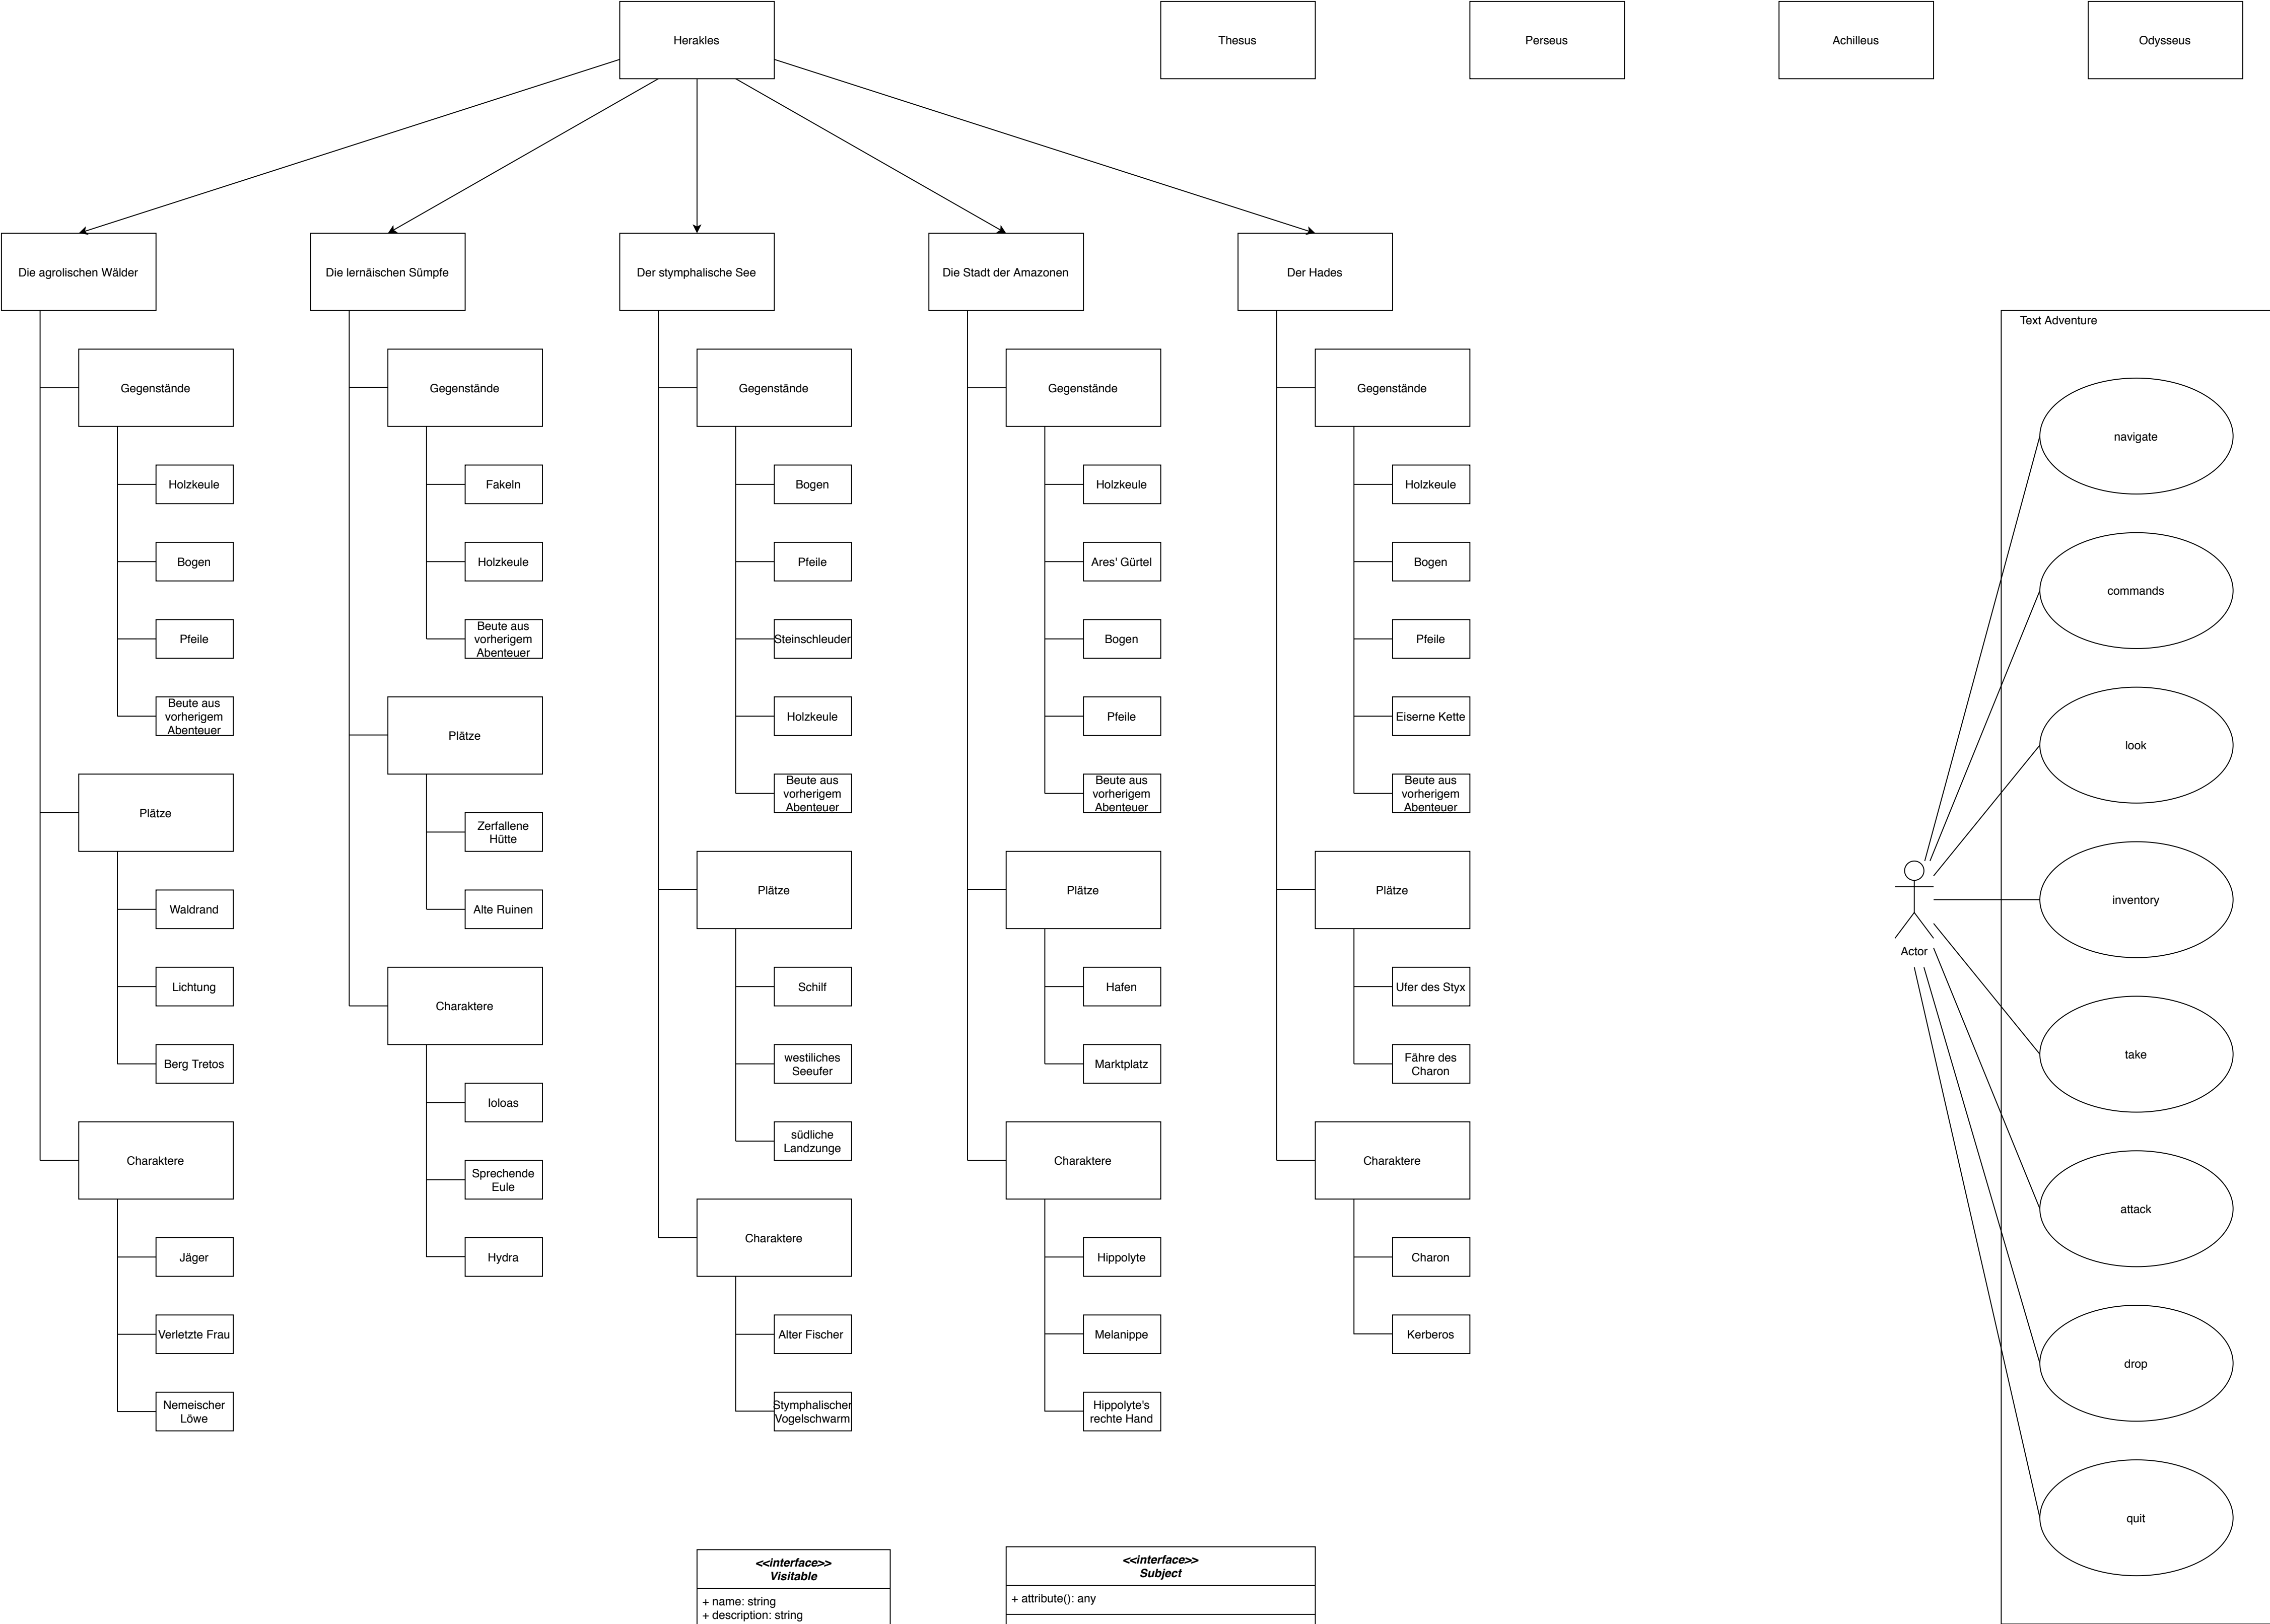 Herakles
Thesus
Perseus
Achilleus
Odysseus
Die agrolischen Wälder
Gegenstände
Holzkeule
Bogen
Pfeile
Beute aus
vorherigem
Abenteuer
Plätze
Waldrand
Lichtung
Berg Tretos
Charaktere
Jäger
Verletzte Frau
Nemeischer
Löwe
Die lernäischen Sümpfe
Gegenstände
Fakeln
Holzkeule
Beute aus
vorherigem
Abenteuer
Plätze
Zerfallene
Hütte
Alte Ruinen
Charaktere
Ioloas
Sprechende
Eule
Hydra
Der stymphalische See
Gegenstände
Bogen
Pfeile
Steinschleuder
Holzkeule
Beute aus
vorherigem
Abenteuer
Plätze
Schilf
westiliches
Seeufer
südliche
Landzunge
Charaktere
Alter Fischer
Stymphalischer
Vogelschwarm
Die Stadt der Amazonen
Gegenstände
Holzkeule
Ares' Gürtel
Bogen
Pfeile
Beute aus
vorherigem
Abenteuer
Plätze
Hafen
Marktplatz
Charaktere
Hippolyte
Melanippe
Hippolyte's
rechte Hand
Der Hades
Gegenstände
Holzkeule
Bogen
Pfeile
Eiserne Kette
Beute aus
vorherigem
Abenteuer
Plätze
Ufer des Styx
Fähre des
Charon
Charaktere
Charon
Kerberos
Text Adventure
navigate
commands
look
inventory
take
attack
drop
quit
Actor
<<interface>>
Visitable
+ name: string
+ description: string
<<interface>>
Subject
+ attribute(): any